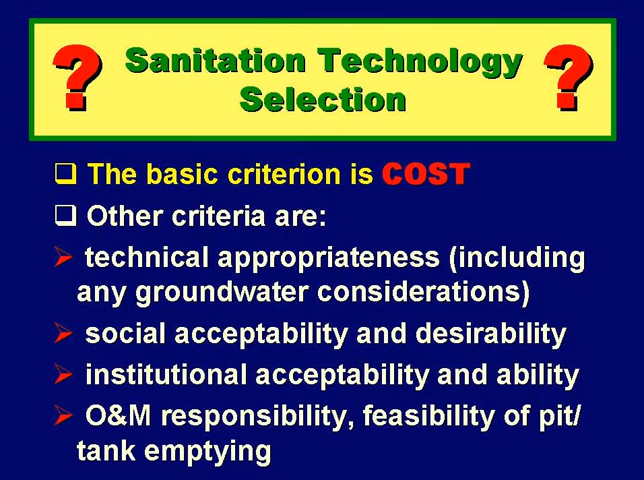 ? Sanitation Technology ?
Selection
❑ The basic criterion is COST
❑ Other criteria are:
➢ technical appropriateness (including
any groundwater considerations)
➢ social acceptability and desirability
➢ institutional acceptability and ability
➢ O&M responsibility, feasibility of pit/
tank emptying